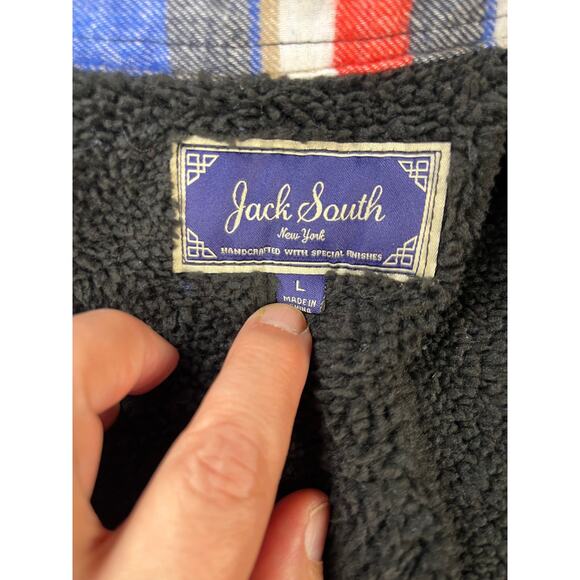 Jack South
New York
HANDCRAFTED WITH SPECIAL FINISHES
L
MADE IN